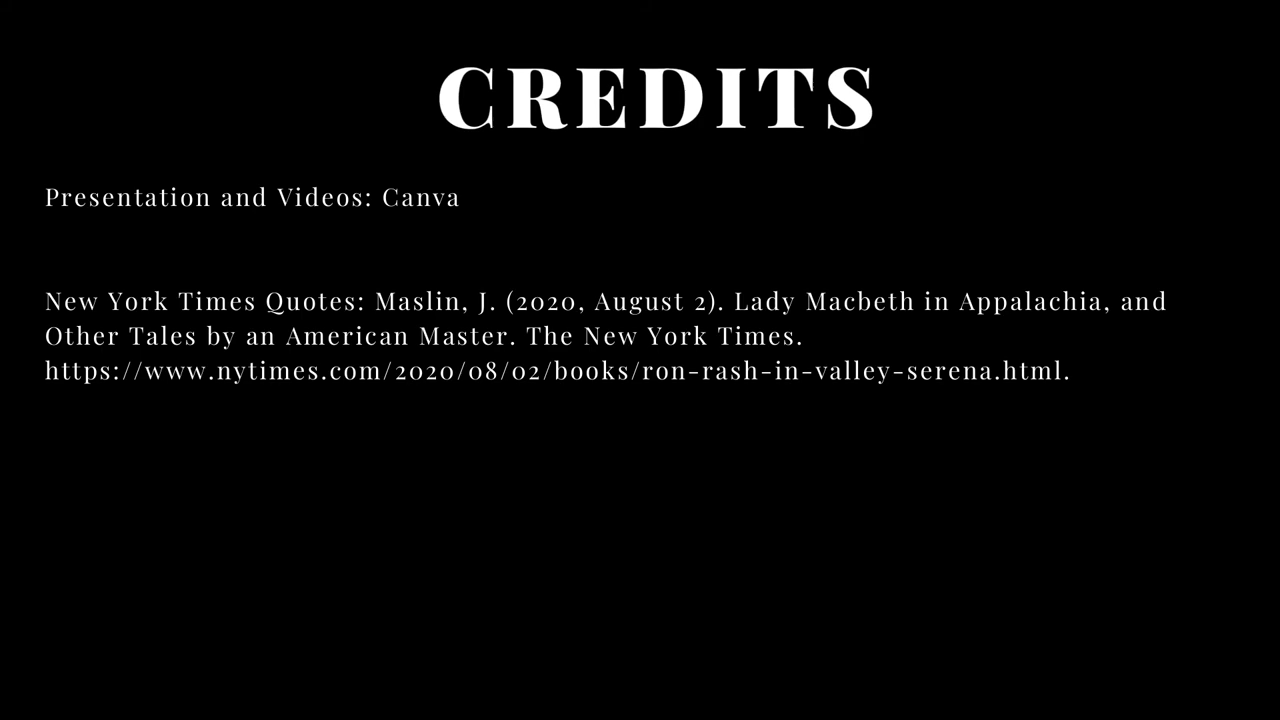 CREDITS
Presentation and Videos: Canva
New York Times Quotes: Maslin, J. (2020, August 2). Lady Macbeth in Appalachia, and
Other Tales by an American Master. The New York Times.
https://www.nytimes.com/2020/08/02/books/ron-rash-in-valley-serena.html.